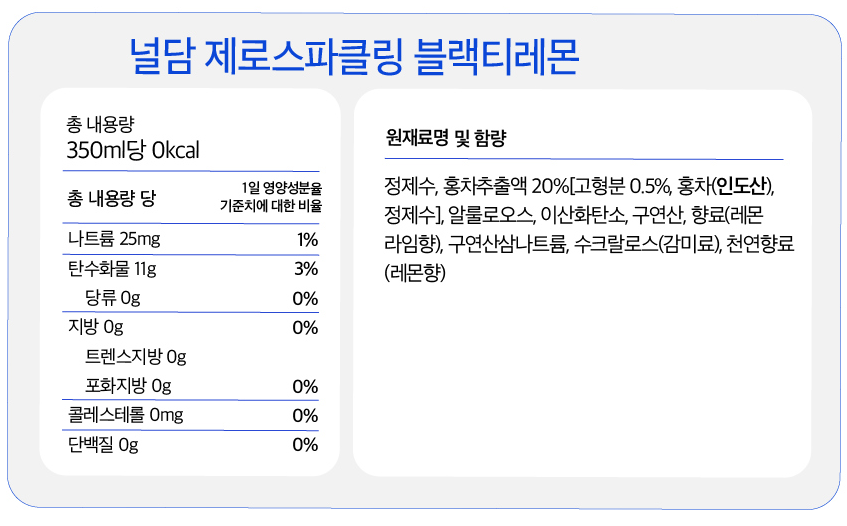 널담 제로스파클링 블랙티레몬
총 내용량
350ml당 0kcal
총 내용량 당
1일 영양성분율
기준치에 대한 비율
나트륨 25mg 1%
탄수화물 11g 3%
당류 0g 0%
지방 0g 0%
트렌스지방 0g
포화지방 0g 0%
콜레스테롤 0mg 0%
단백질 0g 0%
원재료명 및 함량
정제수, 홍차추출액 20%[고형분 0.5%, 홍차(인도산),
정제수], 알룰로오스, 이산화탄소, 구연산, 향료(레몬
라임향), 구연산삼나트륨, 수크랄로스(감미료), 천연향료
(레몬향)